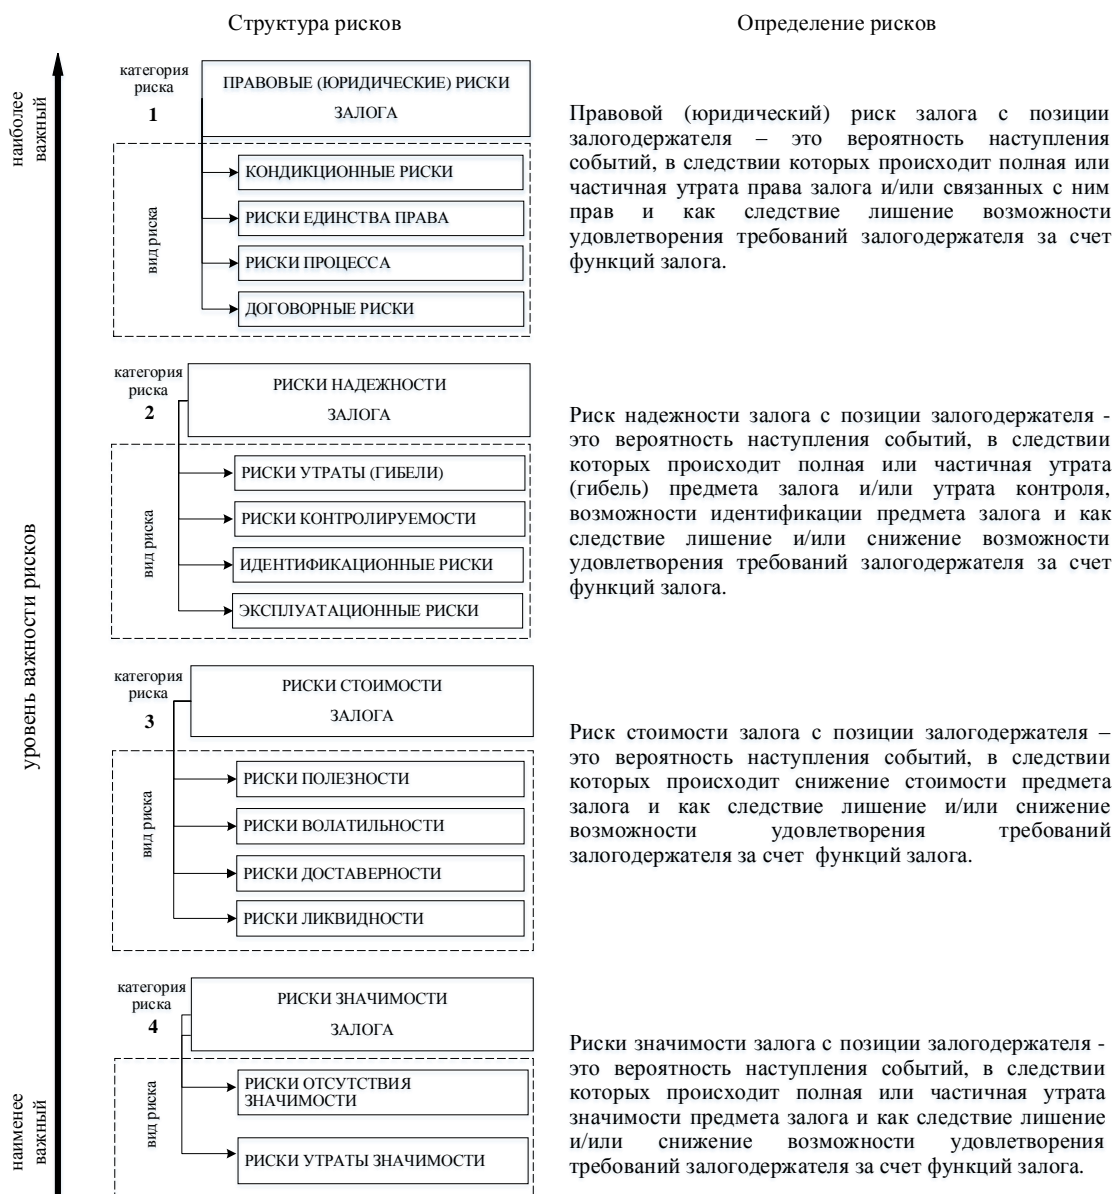 Структура рисков
Определение рисков
наиболее
важный
уровень важности рисков
наименее
важный
категория
риска
1
ПРАВОВЫЕ (ЮРИДИЧЕСКИЕ) РИСКИ
ЗАЛОГА
вид риска
КОНДИКЦИОННЫЕ РИСКИ
РИСКИ ЕДИНСТВА ПРАВА
РИСКИ ПРОЦЕССА
ДОГОВОРНЫЕ РИСКИ
Правовой (юридический) риск залога с позиции
залогодержателя – это вероятность наступления
событий, в следствии которых происходит полная или
частичная утрата права залога и/или связанных с ним
прав и как следствие лишение возможности
удовлетворения требований залогодержателя за счет
функций залога.
категория
риска
2
РИСКИ НАДЕЖНОСТИ
ЗАЛОГА
вид риска
РИСКИ УТРАТЫ (ГИБЕЛИ)
РИСКИ КОНТРОЛИРУЕМОСТИ
ИДЕНТИФИКАЦИОННЫЕ РИСКИ
ЭКСПЛУАТАЦИОННЫЕ РИСКИ
Риск надежности залога с позиции залогодержателя -
это вероятность наступления событий, в следствии
которых происходит полная или частичная утрата
(гибель) предмета залога и/или утрата контроля,
возможности идентификации предмета залога и как
следствие лишение и/или снижение возможности
удовлетворения требований залогодержателя за счет
функций залога.
категория
риска
3
РИСКИ СТОИМОСТИ
ЗАЛОГА
вид риска
РИСКИ ПОЛЕЗНОСТИ
РИСКИ ВОЛАТИЛЬНОСТИ
РИСКИ ДОСТАВЕРНОСТИ
РИСКИ ЛИКВИДНОСТИ
Риск стоимости залога с позиции залогодержателя –
это вероятность наступления событий, в следствии
которых происходит снижение стоимости предмета
залога и как следствие лишение и/или снижение
возможности удовлетворения требований
залогодержателя за счет функций залога.
категория
риска
4
РИСКИ ЗНАЧИМОСТИ
ЗАЛОГА
вид риска
РИСКИ ОТСУТСТВИЯ
ЗНАЧИМОСТИ
РИСКИ УТРАТЫ ЗНАЧИМОСТИ
Риски значимости залога с позиции залогодержателя -
это вероятность наступления событий, в следствии
которых происходит полная или частичная утрата
значимости предмета залога и как следствие лишение
и/или снижение возможности удовлетворения
требований залогодержателя за счет функций залога.